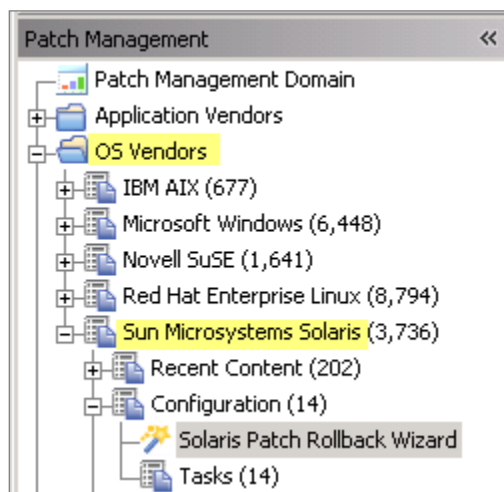 Patch Management «
Patch Management Domain
Application Vendors
OS Vendors
IBM AIX (677)
Microsoft Windows (6,448)
Novell SuSE (1,641)
Red Hat Enterprise Linux (8,794)
Sun Microsystems Solaris (3,736)
Recent Content (202)
Configuration (14)
Solaris Patch Rollback Wizard
Tasks (14)